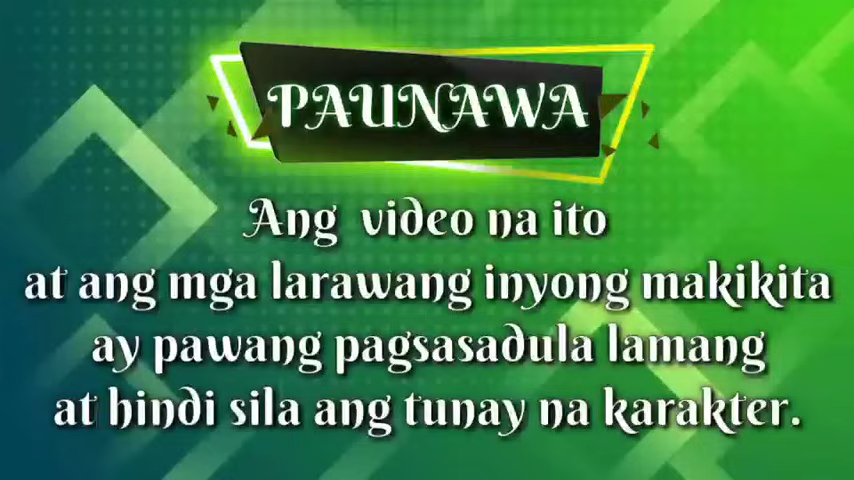 PAUNAWA
Ang video na ito
at ang mga larawang inyong makikita
ay pawang pagsasadula lamang
at hindi sila ang tunay na karakter.